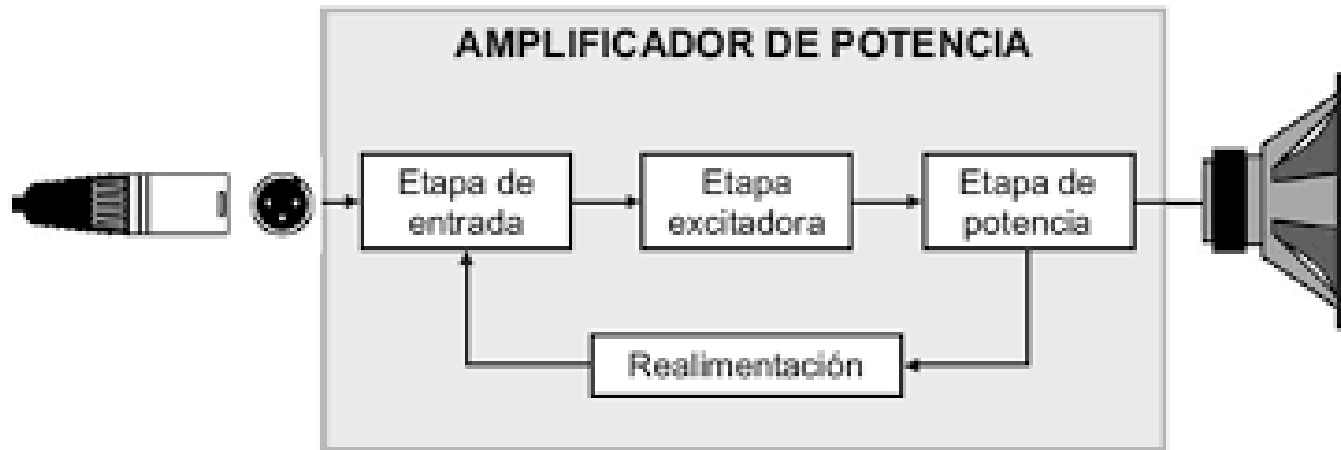 AMPLIFICADOR DE POTENCIA
Etapa de
entrada
Etapa
excitadora
Etapa de
potencia
Realimentación